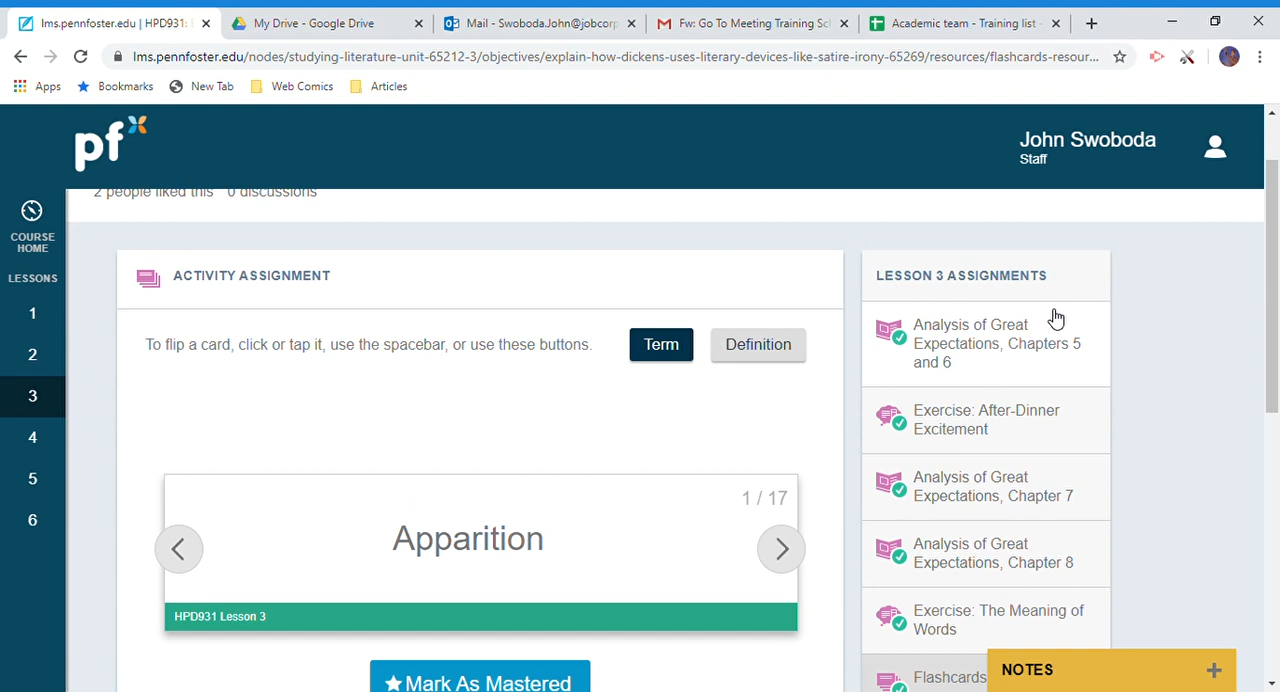 lms.pennfoster.edu | HPD931:
My Drive - Google Drive
Mail - Swoboda.John@jobcorp
Fw: Go To Meeting Training Sch
Academic team - Training list -
lms.pennfoster.edu/nodes/studying-literature-unit-65212-3/objectives/explain-how-dickens-uses-literary-devices-like-satire-irony-65269/resources/flashcards-resour...
Apps
Bookmarks
New Tab
Web Comics
Articles
pf
John Swoboda
Staff
2 people liked this 0 discussions
COURSE
HOME
LESSONS
1
2
3
4
5
6
ACTIVITY ASSIGNMENT
To flip a card, click or tap it, use the spacebar, or use these buttons.
Term
Definition
1 / 17
Apparition
HPD931 Lesson 3
Mark As Mastered
LESSON 3 ASSIGNMENTS
Analysis of Great
Expectations, Chapters 5
and 6
Exercise: After-Dinner
Excitement
Analysis of Great
Expectations, Chapter 7
Analysis of Great
Expectations, Chapter 8
Exercise: The Meaning of
Words
Flashcards
NOTES